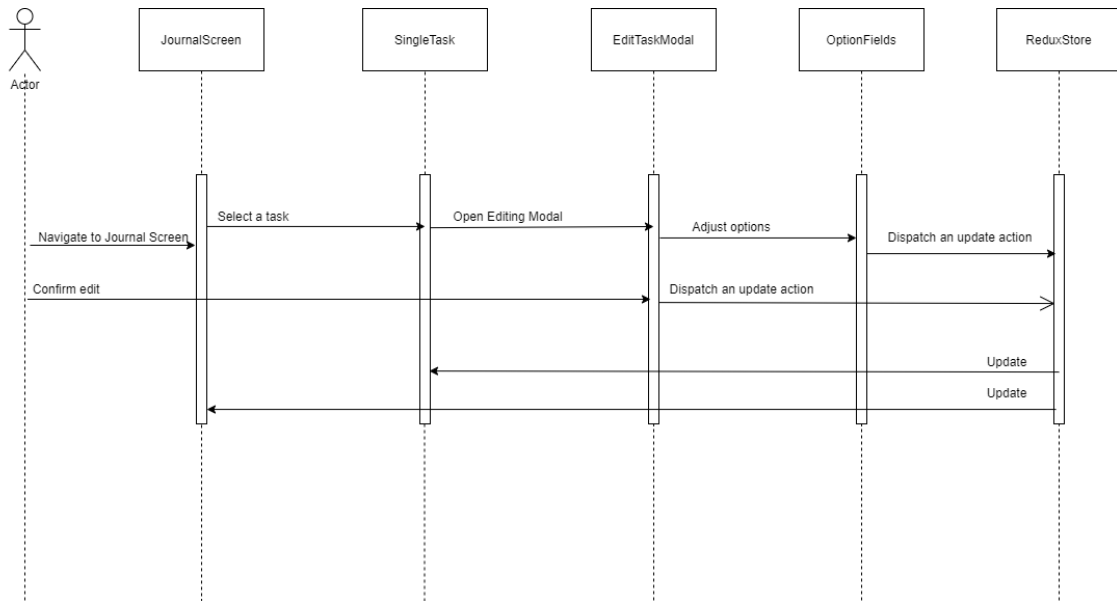 JournalScreen
SingleTask
EditTaskModal
OptionFields
ReduxStore
Actor
Select a task
Open Editing Modal
Adjust options
Navigate to Journal Screen
Dispatch an update action
Confirm edit
Dispatch an update action
Update
Update